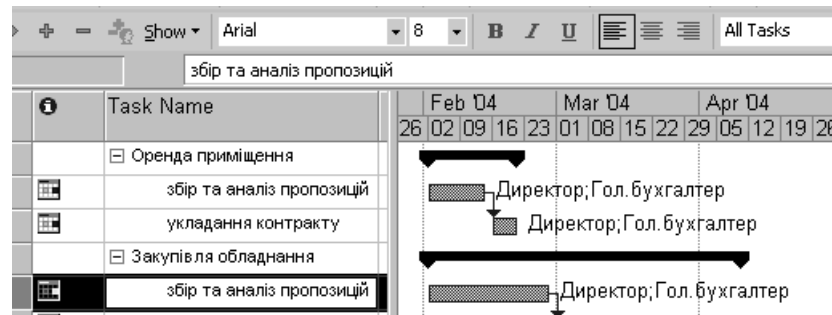 Show Arial 8 B I U All Tasks
збір та аналіз пропозицій
Task Name Feb '04 Mar '04 Apr '04
26 02 09 16 23 01 08 15 22 29 05 12 19 26
Оренда приміщення
збір та аналіз пропозицій Директор;Гол.бухгалтер
укладання контракту Директор;Гол.бухгалтер
Закупівля обладнання
збір та аналіз пропозицій Директор;Гол.бухгалтер